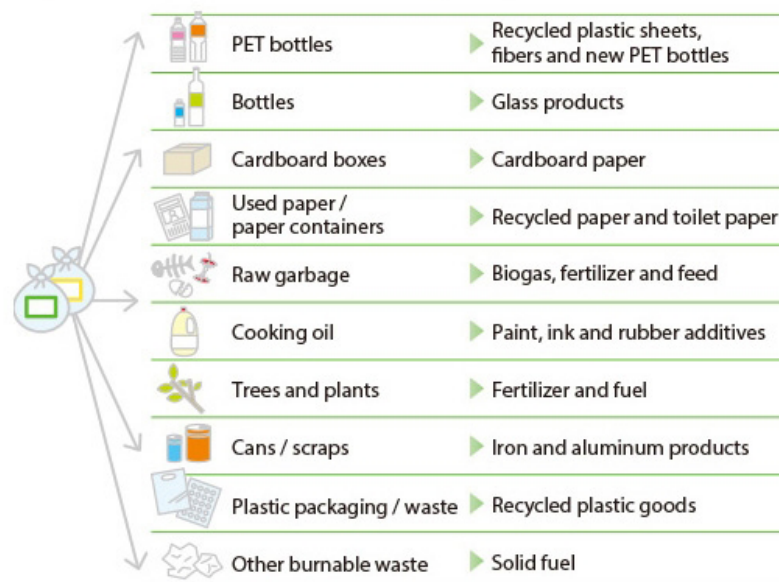 PET bottles
Recycled plastic sheets,
fibers and new PET bottles
Bottles
Glass products
Cardboard boxes
Cardboard paper
Used paper /
paper containers
Recycled paper and toilet paper
Raw garbage
Biogas, fertilizer and feed
Cooking oil
Paint, ink and rubber additives
Trees and plants
Fertilizer and fuel
Cans / scraps
Iron and aluminum products
Plastic packaging / waste
Recycled plastic goods
Other burnable waste
Solid fuel